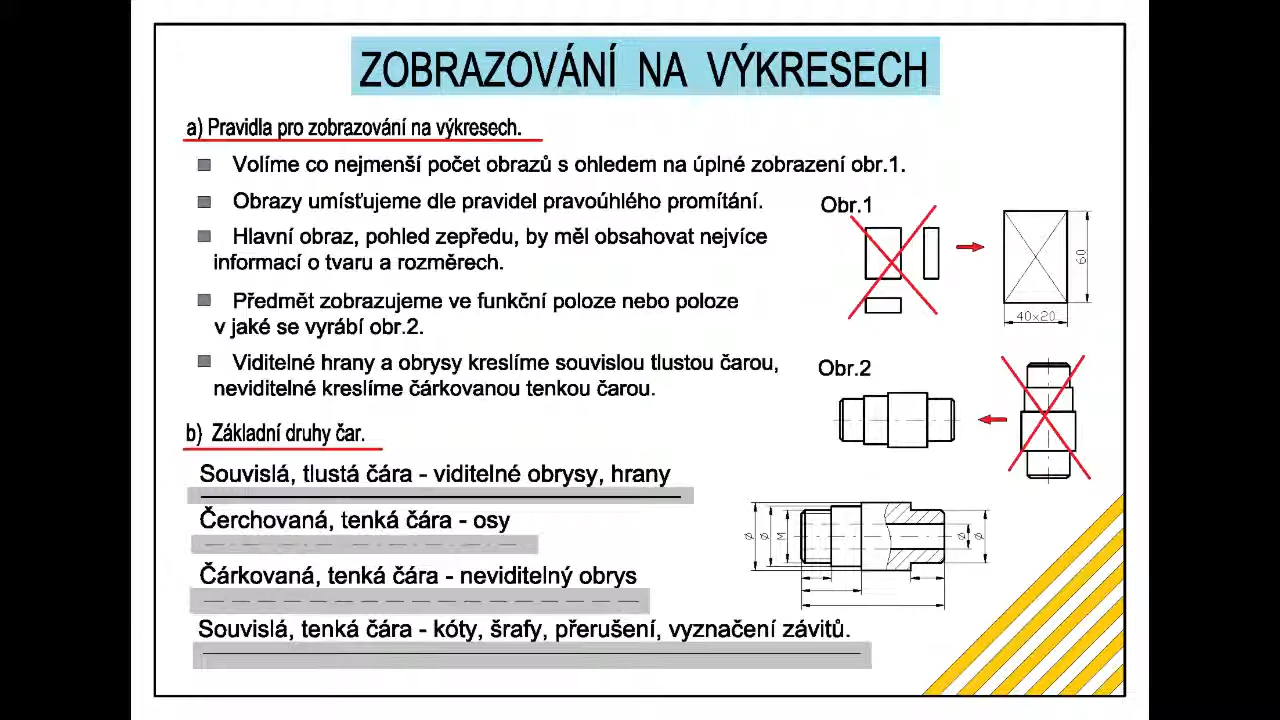 ZOBRAZOVÁNÍ NA VÝKRESECH
a) Pravidla pro zobrazování na výkresech.
Volíme co nejmenší počet obrazů s ohledem na úplné zobrazení obr.1.
Obrazy umísťujeme dle pravidel pravoúhlého promítání.
Hlavní obraz, pohled zepředu, by měl obsahovat nejvíce
informací o tvaru a rozměrech.
Předmět zobrazujeme ve funkční poloze nebo poloze
v jaké se vyrábí obr.2.
Viditelné hrany a obrysy kreslíme souvislou tlustou čarou,
neviditelné kreslíme čárkovanou tenkou čarou.
Obr.1
60
40x20
Obr.2
b) Základní druhy čar.
Souvislá, tlustá čára - viditelné obrysy, hrany
Čerchovaná, tenká čára - osy
Čárkovaná, tenká čára - neviditelný obrys
Souvislá, tenká čára - kóty, šrafy, přerušení, vyznačení závitů.
Ø Ø M Ø Ø